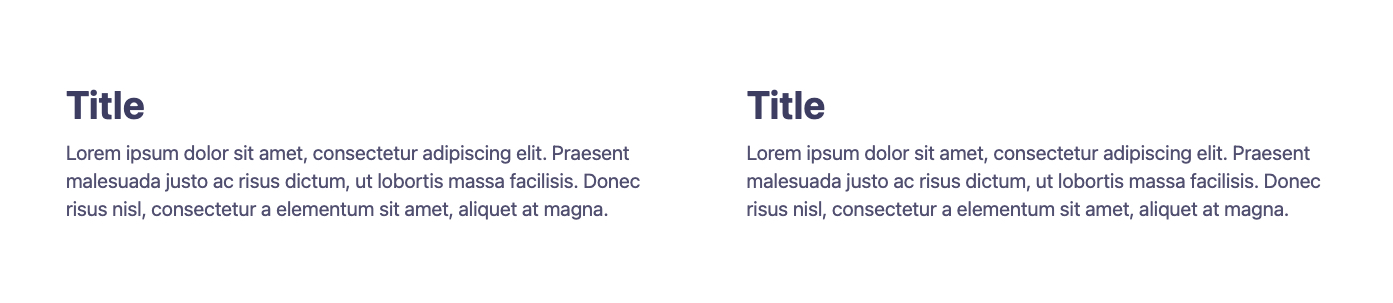 Title
Lorem ipsum dolor sit amet, consectetur adipiscing elit. Praesent
malesuada justo ac risus dictum, ut lobortis massa facilisis. Donec
risus nisl, consectetur a elementum sit amet, aliquet at magna.
Title
Lorem ipsum dolor sit amet, consectetur adipiscing elit. Praesent
malesuada justo ac risus dictum, ut lobortis massa facilisis. Donec
risus nisl, consectetur a elementum sit amet, aliquet at magna.